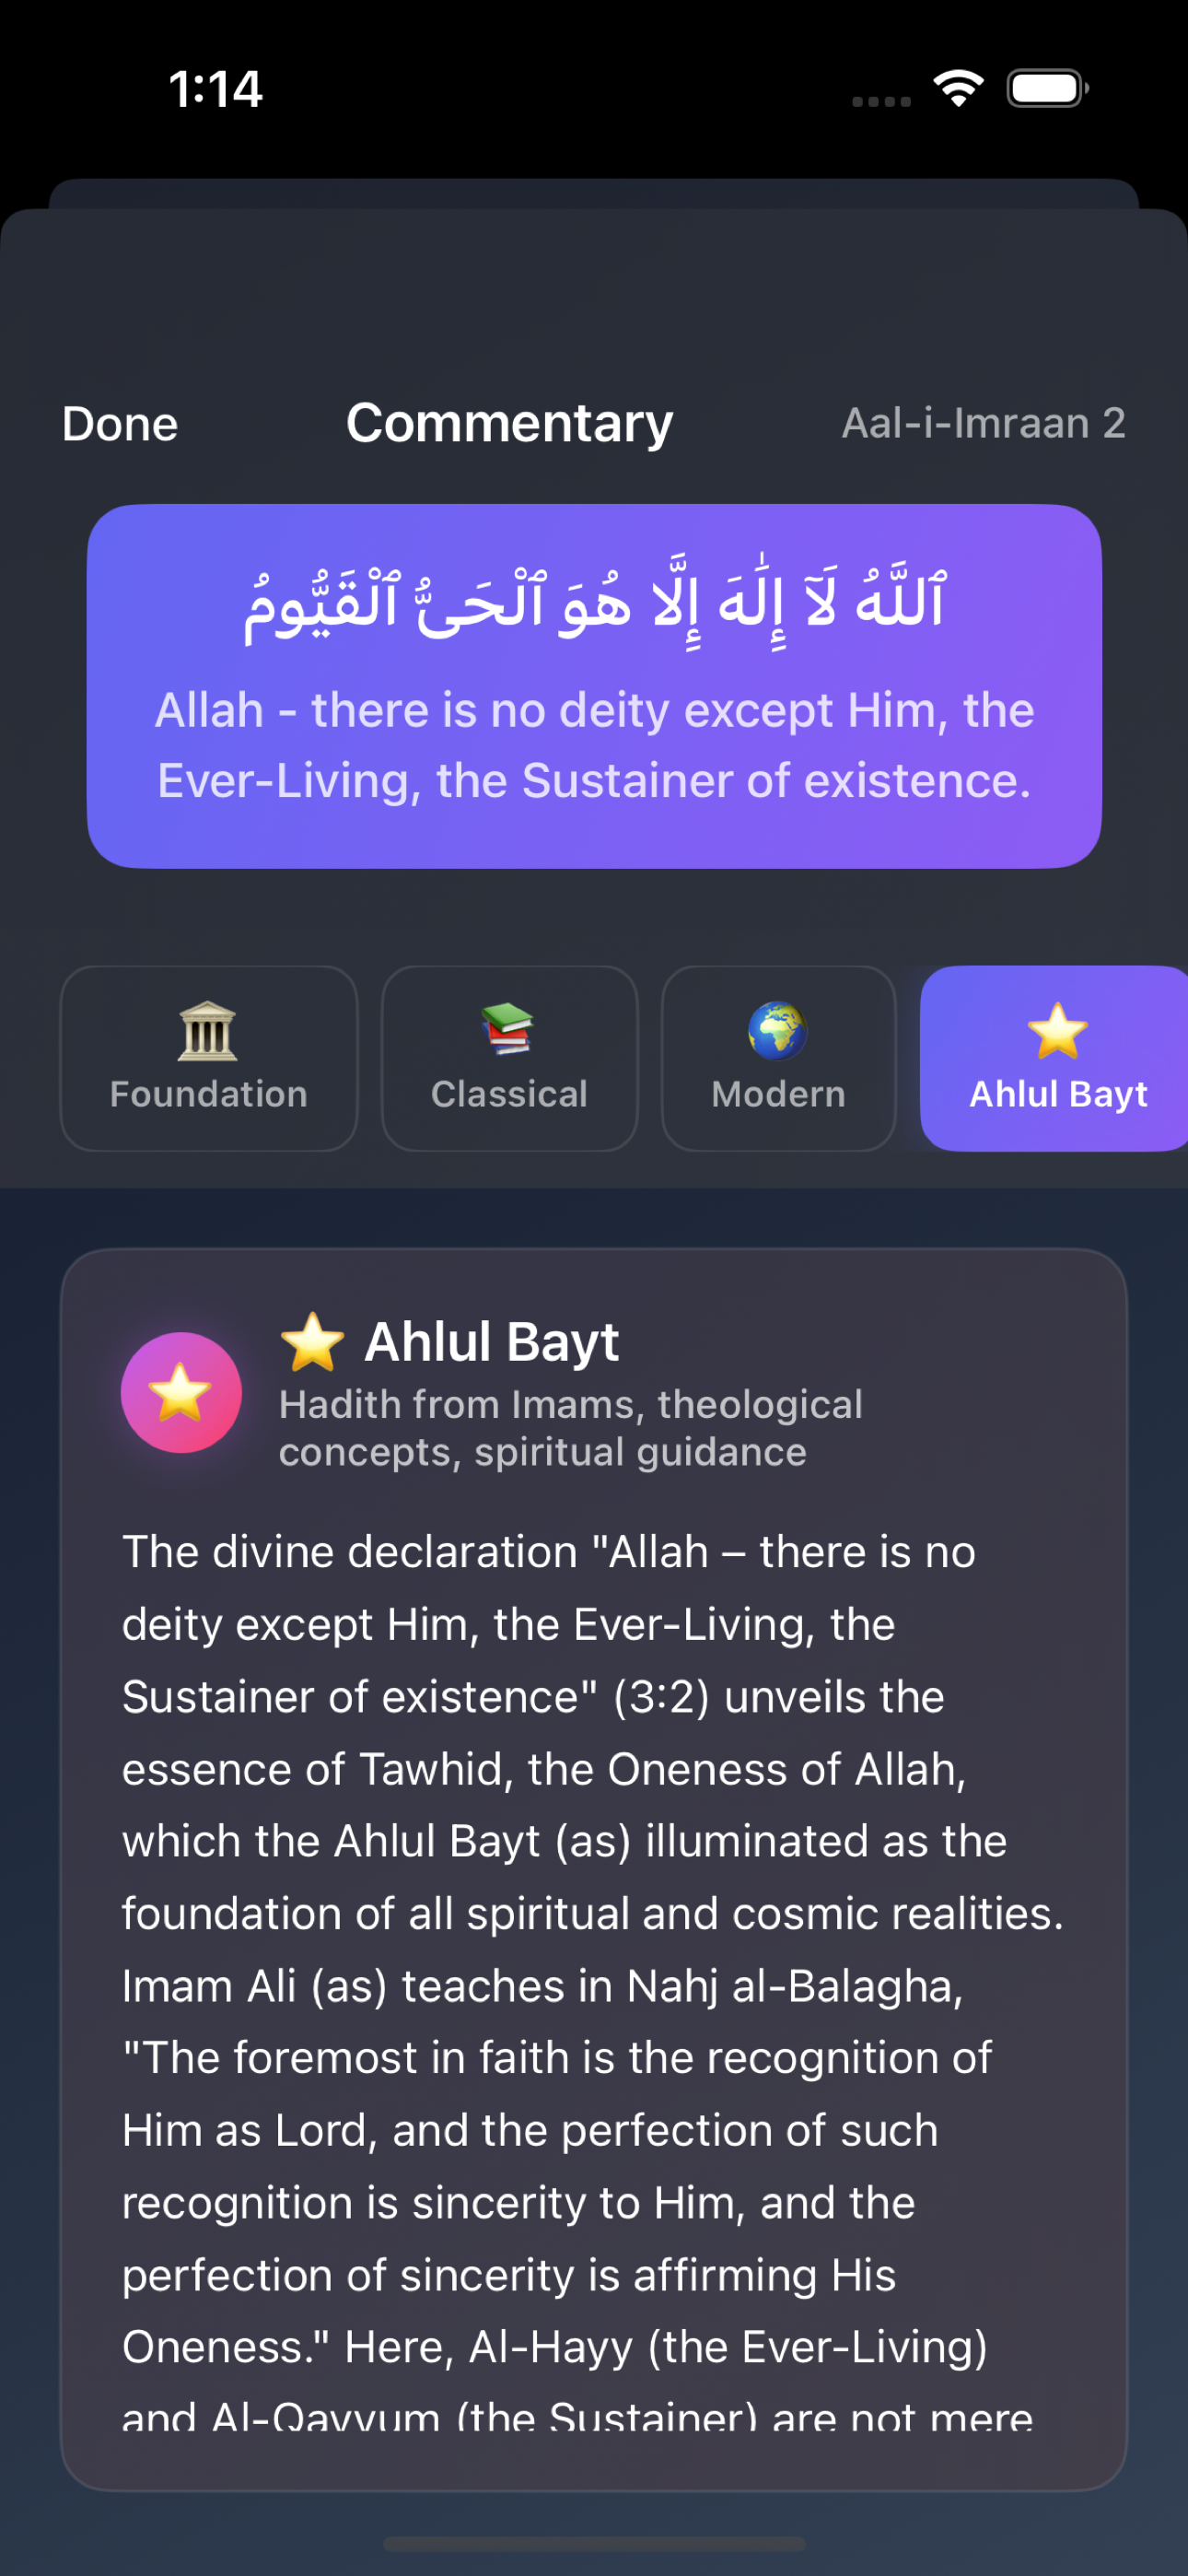 1:14
Done
Commentary
Aal-i-Imraan 2
ٱللَّهُ لَآ إِلَٰهَ إِلَّا هُوَ ٱلْحَىُّ ٱلْقَيُّومُ
Allah - there is no deity except Him, the
Ever-Living, the Sustainer of existence.
Foundation
Classical
Modern
Ahlul Bayt
Ahlul Bayt
Hadith from Imams, theological
concepts, spiritual guidance
The divine declaration "Allah – there is no
deity except Him, the Ever-Living, the
Sustainer of existence" (3:2) unveils the
essence of Tawhid, the Oneness of Allah,
which the Ahlul Bayt (as) illuminated as the
foundation of all spiritual and cosmic realities.
Imam Ali (as) teaches in Nahj al-Balagha,
"The foremost in faith is the recognition of
Him as Lord, and the perfection of such
recognition is sincerity to Him, and the
perfection of sincerity is affirming His
Oneness." Here, Al-Hayy (the Ever-Living)
and Al-Qayyum (the Sustainer) are not mere